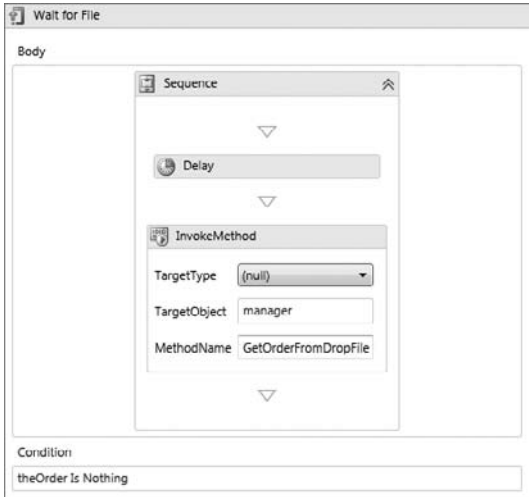 Wait for File
Body
Sequence
Delay
InvokeMethod
TargetType (null)
TargetObject manager
MethodName GetOrderFromDropFile
Condition
theOrder Is Nothing